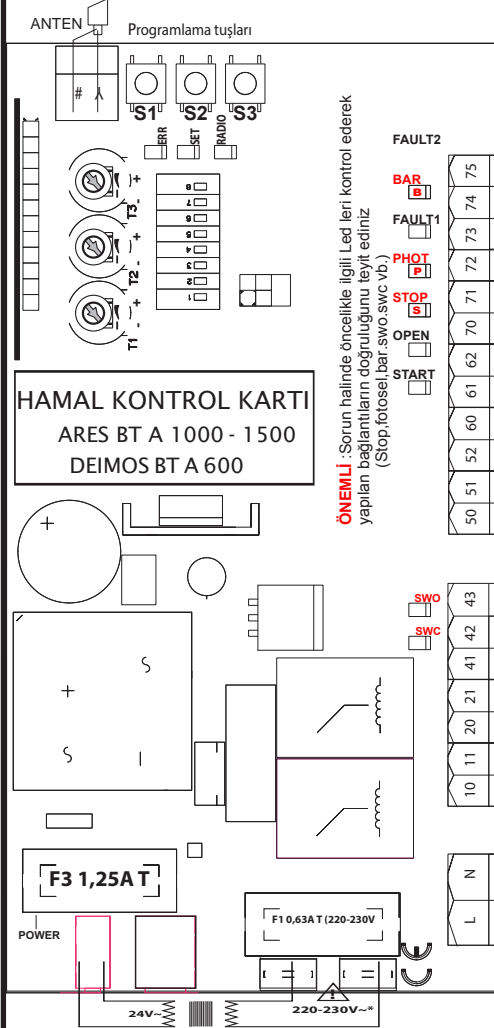 ANTEN
Programlama tuşları
# Y
S1 S2 S3
ERR
SET
RADIO
T3 - +
T2 - +
T1 - +
8
7
6
5
4
3
2
1
HAMAL KONTROL KARTI
ARES BT A 1000 - 1500
DEIMOS BT A 600
ÖNEMLİ :Sorun halinde öncelikle ilgili Led leri kontrol ederek
yapılan bağlantıların doğruluğunu teyit ediniz
(Stop,fotosel,bar.swo.swc vb.)
FAULT2
BAR
B
FAULT1
PHOT
P
STOP
S
OPEN
START
75
74
73
72
71
70
62
61
60
52
51
50
SWO
SWC
43
42
41
21
20
11
10
N
L
F3 1,25A T
POWER
F1 0,63A T (220-230V
24V~
220-230V~*